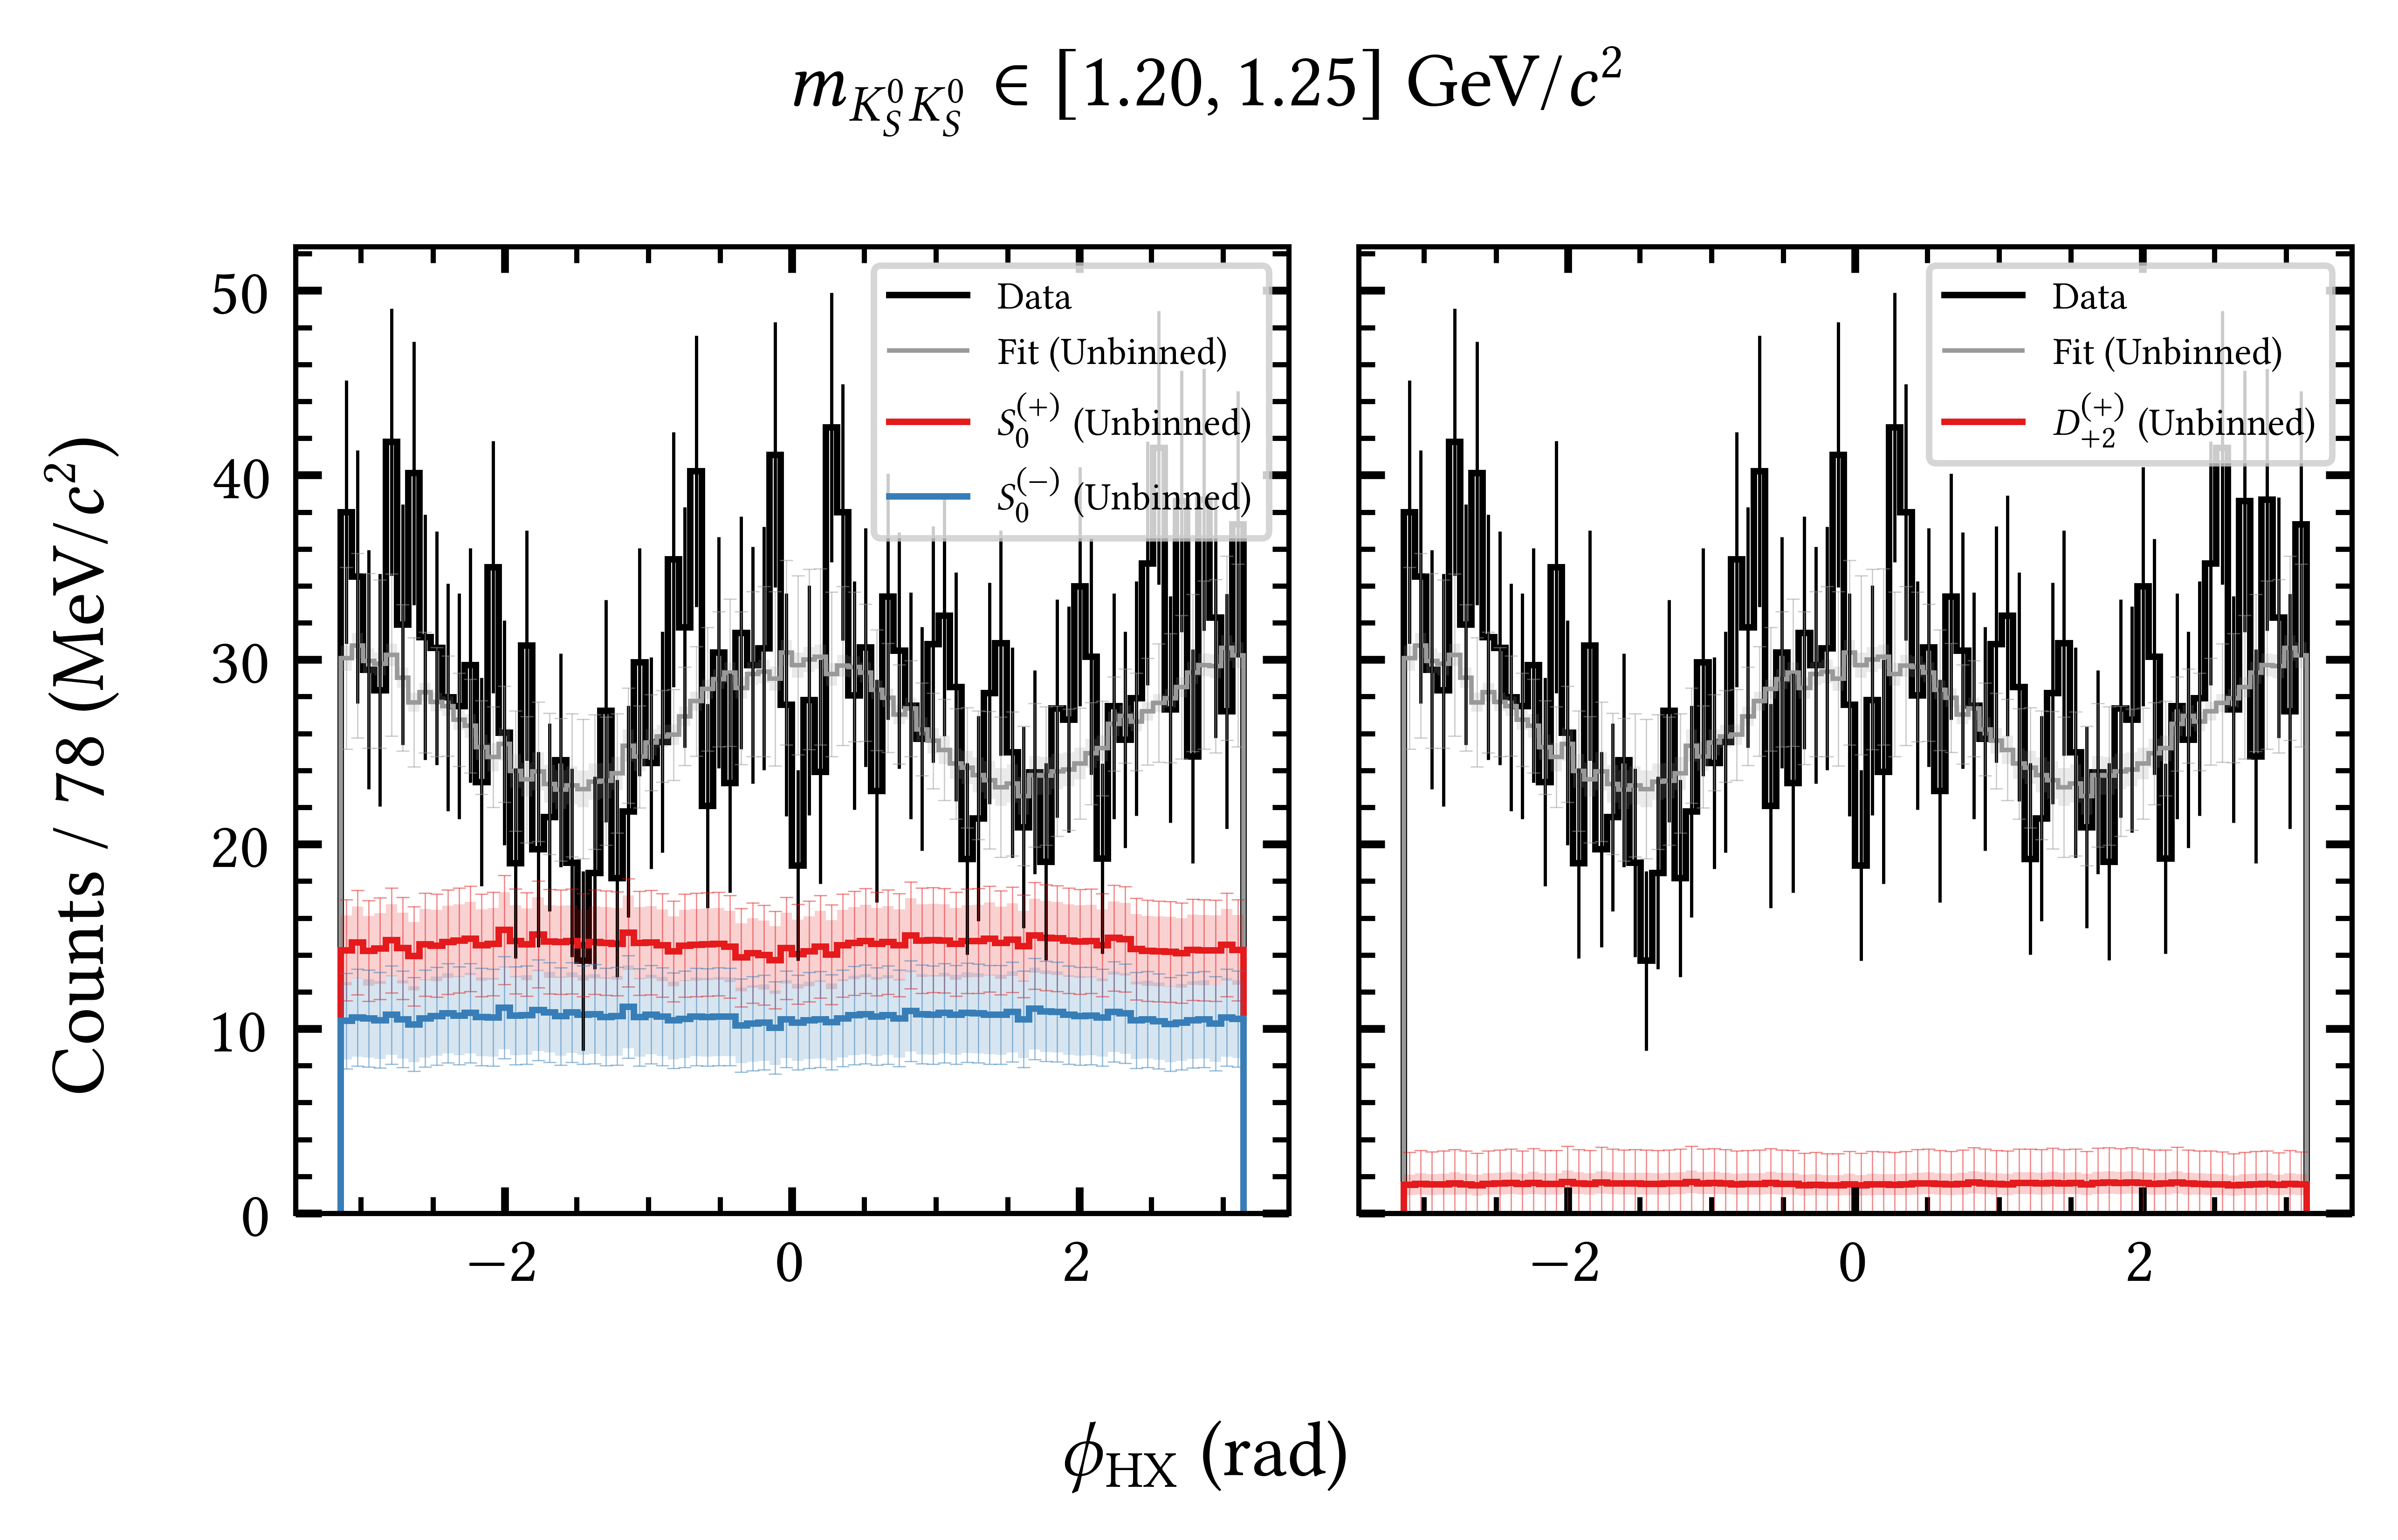 m_{K_S^0 K_S^0} ∈ [1.20, 1.25] GeV/c²
Counts / 78 (MeV/c²)
50
40
30
20
10
0
Data
Fit (Unbinned)
S_0^{(+)} (Unbinned)
S_0^{(−)} (Unbinned)
−2
0
2
Data
Fit (Unbinned)
D_{+2}^{(+)} (Unbinned)
−2
0
2
ϕ_{HX} (rad)